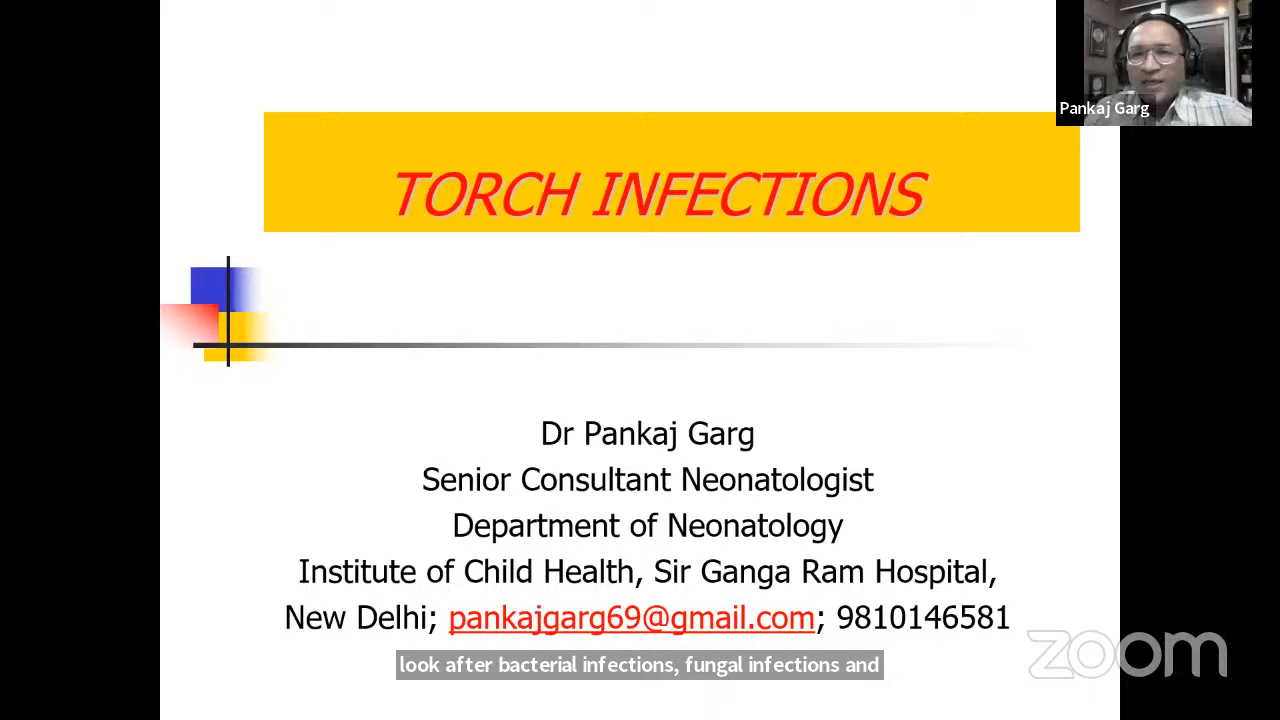 Pankaj Garg
TORCH INFECTIONS
Dr Pankaj Garg
Senior Consultant Neonatologist
Department of Neonatology
Institute of Child Health, Sir Ganga Ram Hospital,
New Delhi; pankajgarg69@gmail.com; 9810146581
look after bacterial infections, fungal infections and
zoom